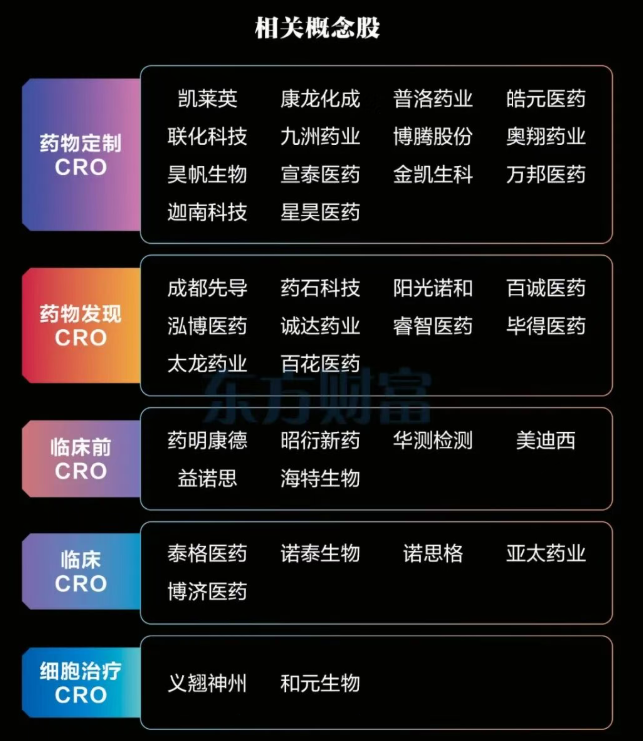 相关概念股
药物定制
CRO
凯莱英 康龙化成 普洛药业 皓元医药
联化科技 九洲药业 博腾股份 奥翔药业
昊帆生物 宣泰医药 金凯生科 万邦医药
迦南科技 星昊医药
药物发现
CRO
成都先导 药石科技 阳光诺和 百诚医药
泓博医药 诚达药业 睿智医药 毕得医药
太龙药业 百花医药
东方财富
临床前
CRO
药明康德 昭衍新药 华测检测 美迪西
益诺思 海特生物
临床
CRO
泰格医药 诺泰生物 诺思格 亚太药业
博济医药
细胞治疗
CRO
义翘神州 和元生物